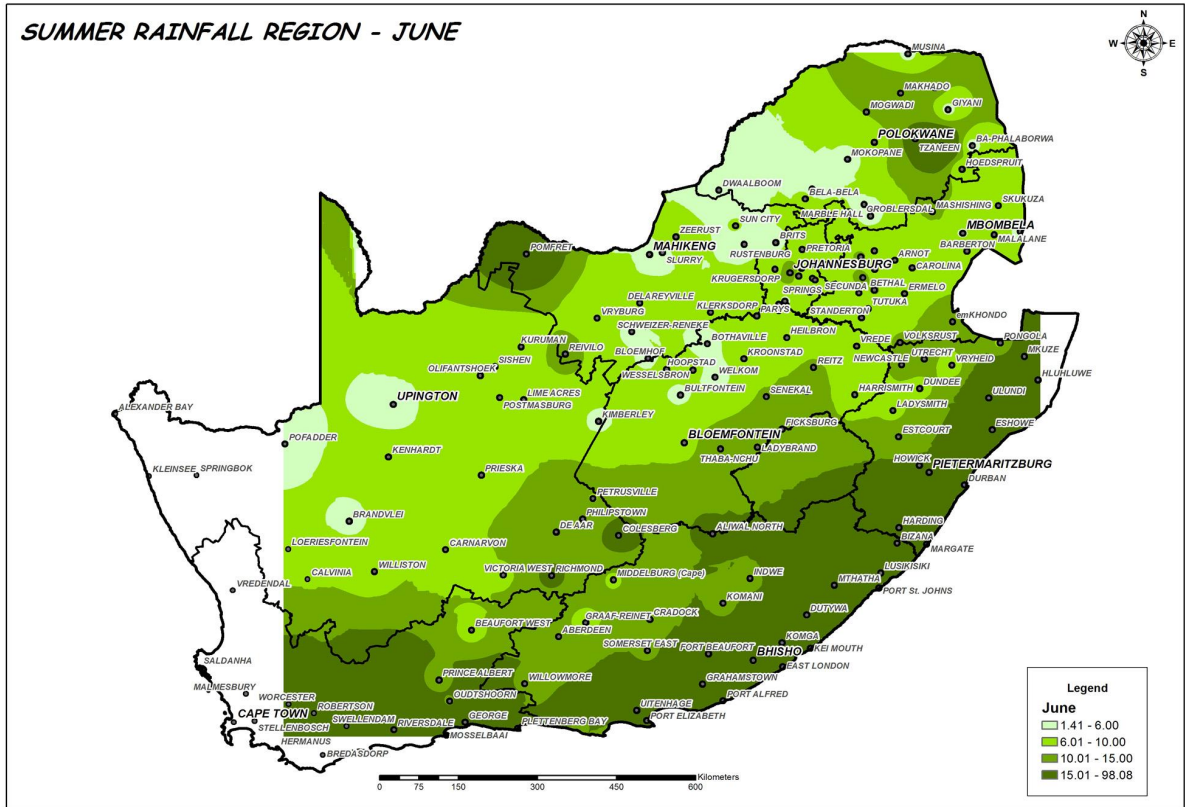 SUMMER RAINFALL REGION - JUNE
N
W E
S
MUSINA
MAKHADO
MOGWADI
GIYANI
POLOKWANE
TZANEEN
BA-PHALABORWA
MOKOPANE
HOEDSPRUIT
DWAALBOOM
BELA-BELA
GROBLERSDAL
MASHISHING
SKUKUZA
MARBLE HALL
SUN CITY
ZEERUST
MBOMBELA
MALALANE
BRITS
PRETORIA
BARBERTON
POMFRET
MAHIKENG
SLURRY
RUSTENBURG
ARNOT
JOHANNESBURG
CAROLINA
KRUGERSDORP
SPRINGS
SECUNDA
BETHAL
ERMELO
DELAREYVILLE
KLERKSDORP
PARYS
TUTUKA
STANDERTON
VRYBURG
emKHONDO
SCHWEIZER-RENEKE
BOTHAVILLE
HEILBRON
VREDE
VOLKSRUST
PONGOLA
KURUMAN
REIVILO
BLOEMHOF
HOOPSTAD
KROONSTAD
REITZ
NEWCASTLE
UTRECHT
VRYHEID
MKUZE
SISHEN
OLIFANTSHOEK
WESSELSBRON
WELKOM
HLUHLUWE
BULTFONTEIN
SENEKAL
HARRISMITH
DUNDEE
ULUNDI
UPINGTON
LIME ACRES
POSTMASBURG
LADYSMITH
ALEXANDER BAY
KIMBERLEY
FICKSBURG
ESTCOURT
ESHOWE
POFADDER
BLOEMFONTEIN
LADYBRAND
THABA-NCHU
KENHARDT
HOWICK
PIETERMARITZBURG
KLEINSEE
SPRINGBOK
PRIESKA
DURBAN
PETRUSVILLE
BRANDVLEI
PHILIPSTOWN
DE AAR
COLESBERG
ALIWAL NORTH
HARDING
BIZANA
MARGATE
LOERIESFONTEIN
CARNARVON
CALVINIA
WILLISTON
VICTORIA WEST
RICHMOND
MIDDELBURG (Cape)
INDWE
LUSIKISIKI
MTHATHA
PORT St. JOHNS
VREDENDAL
KOMANI
GRAAF-REINET
CRADOCK
DUTYWA
BEAUFORT WEST
ABERDEEN
SOMERSET EAST
FORT BEAUFORT
KOMGA
BHISHO
KEI MOUTH
EAST LONDON
SALDANHA
PRINCE ALBERT
WILLOWMORE
GRAHAMSTOWN
MALMESBURY
OUDTSHOORN
PORT ALFRED
WORCESTER
ROBERTSON
UITENHAGE
CAPE TOWN
SWELLENDAM
RIVERSDALE
GEORGE
PLETTENBERG BAY
PORT ELIZABETH
STELLENBOSCH
MOSSELBAAI
HERMANUS
BREDASDORP
Kilometers
0 75 150 300 450 600
Legend
June
1.41 - 6.00
6.01 - 10.00
10.01 - 15.00
15.01 - 98.08